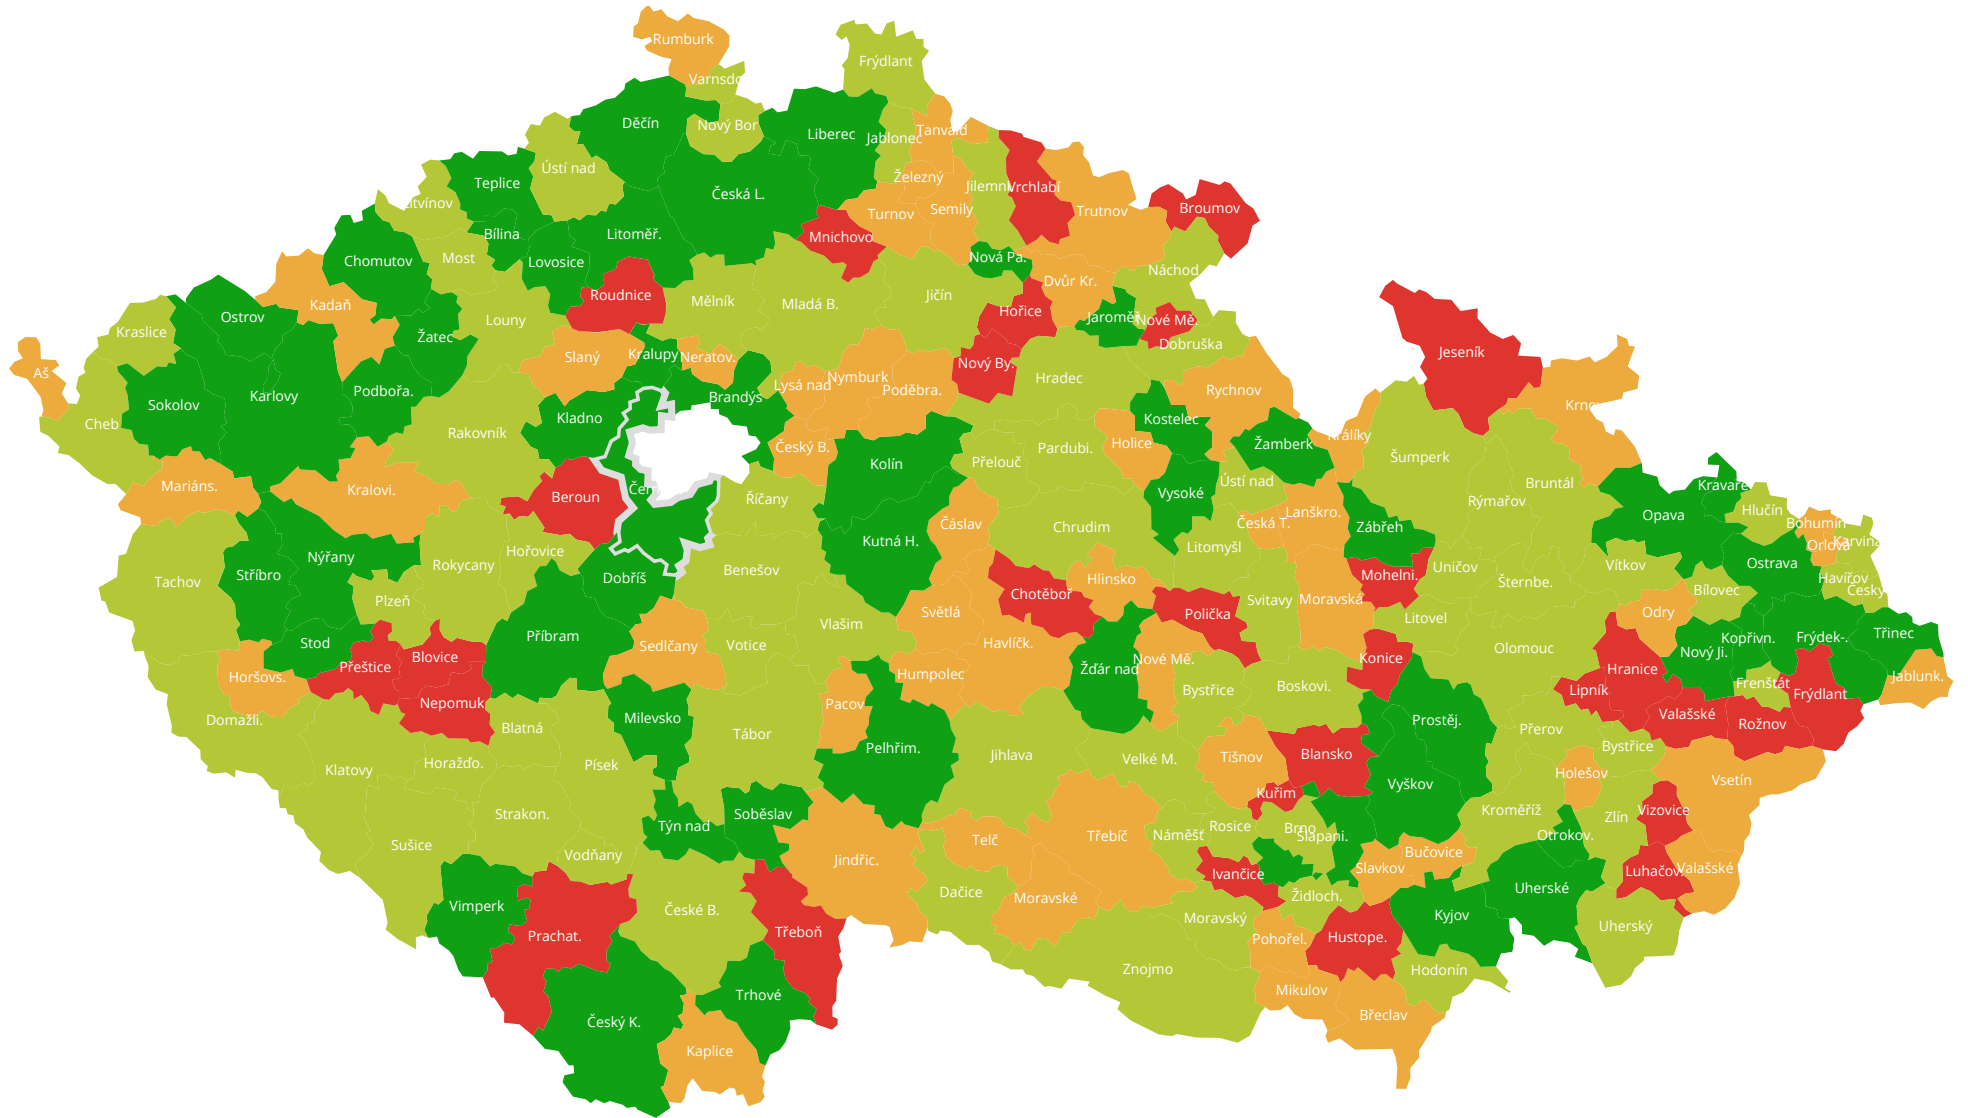 Rumburk
Frýdlant
Varnsdo
Děčín
Nový Bor
Liberec
Jablonec
Tanvald
Ústí nad
Teplice
Česká L.
Železný
Jilemni
Vrchlabí
Litvínov
Turnov
Semily
Trutnov
Broumov
Bílina
Litoměř.
Mnichovo
Chomutov
Most
Lovosice
Nová Pa.
Náchod
Roudnice
Mělník
Mladá B.
Jičín
Dvůr Kr.
Kadaň
Ostrov
Louny
Hořice
Jaroměř
Nové Mě.
Kraslice
Žatec
Slaný
Kralupy
Neratov.
Dobruška
Jeseník
Aš
Sokolov
Karlovy
Podbořa.
Brandýs
Lysá nad
Nymburk
Poděbra.
Nový By.
Hradec
Rychnov
Krnov
Cheb
Rakovník
Kladno
Český B.
Kolín
Přelouč
Pardubi.
Holice
Kostelec
Žamberk
Králíky
Šumperk
Mariáns.
Kralovi.
Beroun
Čern
Říčany
Vysoké
Ústí nad
Rýmařov
Bruntál
Kravaře
Hlučín
Opava
Bohumín
Orlová
Karviná
Čáslav
Chrudim
Česká T.
Lanškro.
Zábřeh
Nýřany
Hořovice
Kutná H.
Litomyšl
Tachov
Stříbro
Rokycany
Dobříš
Benešov
Hlinsko
Mohelni.
Uničov
Šternbe.
Vítkov
Ostrava
Havířov
Český
Plzeň
Chotěboř
Svitavy
Moravská
Bílovec
Světlá
Polička
Litovel
Odry
Stod
Příbram
Vlašim
Havlíčk.
Kopřivn.
Frýdek-.
Třinec
Přeštice
Blovice
Sedlčany
Votice
Žďár nad
Nové Mě.
Konice
Olomouc
Nový Ji.
Horšovs.
Humpolec
Boskovi.
Hranice
Lipník
Frenštát
Frýdlant
Jablunk.
Nepomuk
Pacov
Bystřice
Domažli.
Blatná
Milevsko
Tábor
Pelhřim.
Prostěj.
Přerov
Valašské
Rožnov
Klatovy
Horažďo.
Písek
Jihlava
Velké M.
Tišnov
Blansko
Bystřice
Holešov
Vsetín
Vyškov
Kuřim
Strakon.
Týn nad
Soběslav
Kroměříž
Zlín
Vizovice
Sušice
Vodňany
Jindřic.
Telč
Třebíč
Náměšť
Rosice
Brno
Šlapani.
Otrokov.
Bučovice
Slavkov
Ivančice
Luhačov.
Valašské
Vimperk
České B.
Dačice
Moravské
Židloch.
Uherské
Prachat.
Třeboň
Moravský
Kyjov
Uherský
Pohořel.
Hustope.
Znojmo
Hodonín
Trhové
Mikulov
Český K.
Břeclav
Kaplice